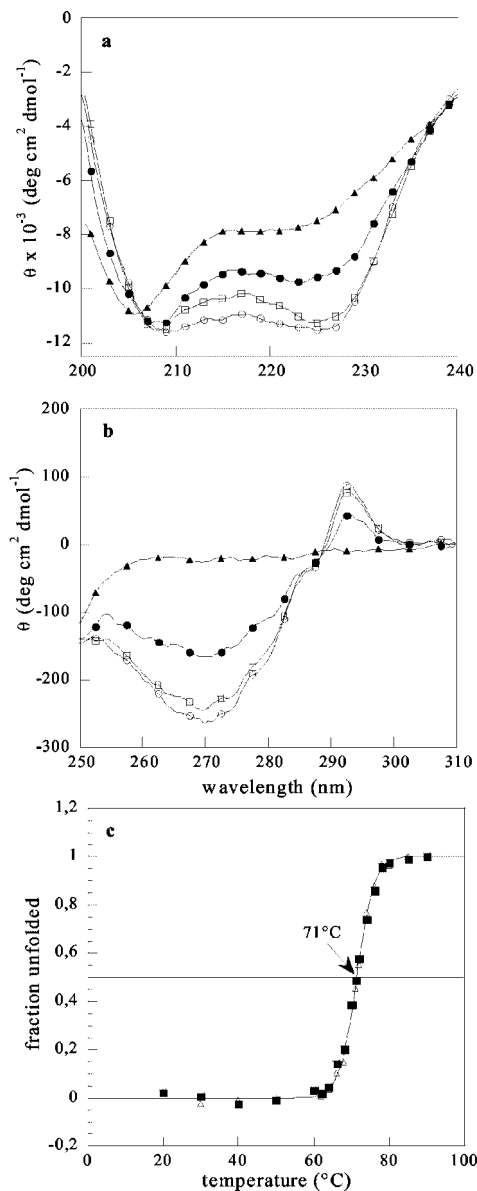 a
0
-2
-4
-6
-8
-10
-12
θ x 10⁻³ (deg cm² dmol⁻¹)
200 210 220 230 240
b
200
100
0
-100
-200
-300
θ (deg cm² dmol⁻¹)
250 260 270 280 290 300 310
wavelength (nm)
c
1,2
1
0,8
0,6
0,4
0,2
0
-0,2
fraction unfolded
71°C
0 20 40 60 80 100
temperature (°C)